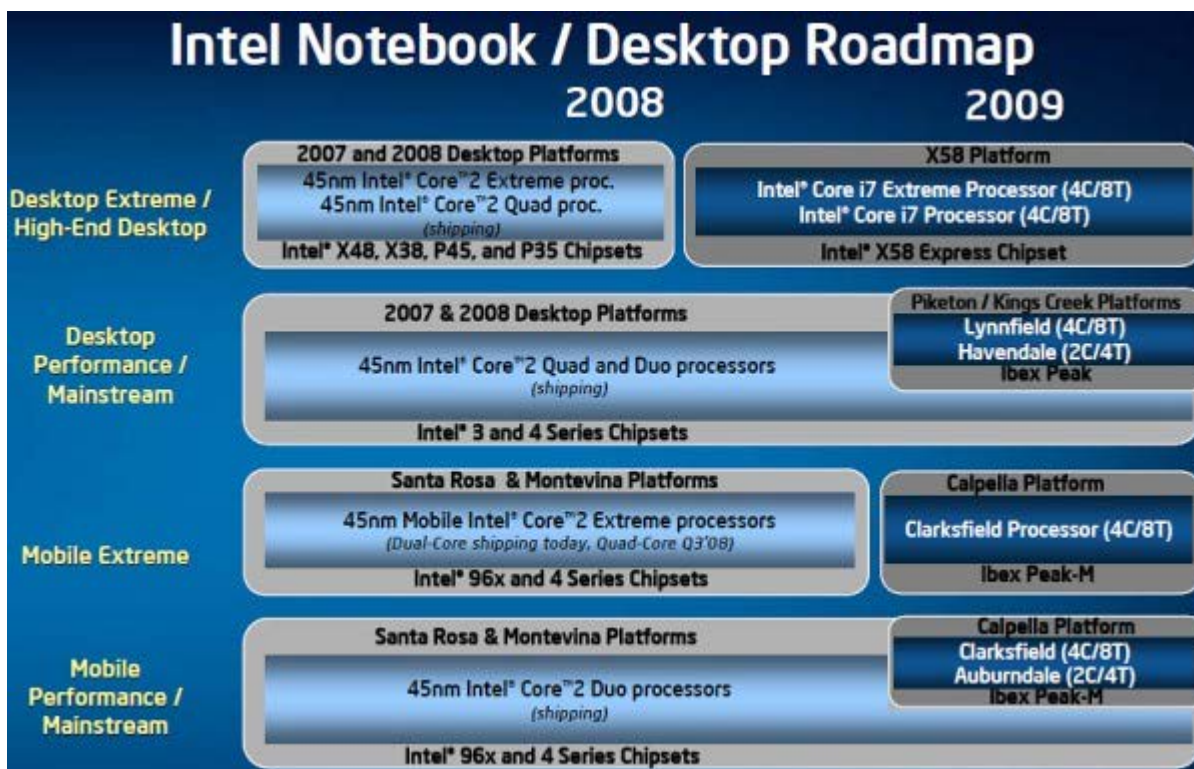 Intel Notebook / Desktop Roadmap
2008
2009
Desktop Extreme /
High-End Desktop
2007 and 2008 Desktop Platforms
45nm Intel® Core™2 Extreme proc.
45nm Intel® Core™2 Quad proc.
(shipping)
Intel® X48, X38, P45, and P35 Chipsets
X58 Platform
Intel® Core i7 Extreme Processor (4C/8T)
Intel® Core i7 Processor (4C/8T)
Intel® X58 Express Chipset
Desktop
Performance /
Mainstream
2007 & 2008 Desktop Platforms
45nm Intel® Core™2 Quad and Duo processors
(shipping)
Intel® 3 and 4 Series Chipsets
Piketon / Kings Creek Platforms
Lynnfield (4C/8T)
Havendale (2C/4T)
Ibex Peak
Mobile Extreme
Santa Rosa & Montevina Platforms
45nm Mobile Intel® Core™2 Extreme processors
(Dual-Core shipping today, Quad-Core Q3'08)
Intel® 96x and 4 Series Chipsets
Calpella Platform
Clarksfield Processor (4C/8T)
Ibex Peak-M
Mobile
Performance /
Mainstream
Santa Rosa & Montevina Platforms
45nm Intel® Core™2 Duo processors
(shipping)
Intel® 96x and 4 Series Chipsets
Calpella Platform
Clarksfield (4C/8T)
Auburndale (2C/4T)
Ibex Peak-M